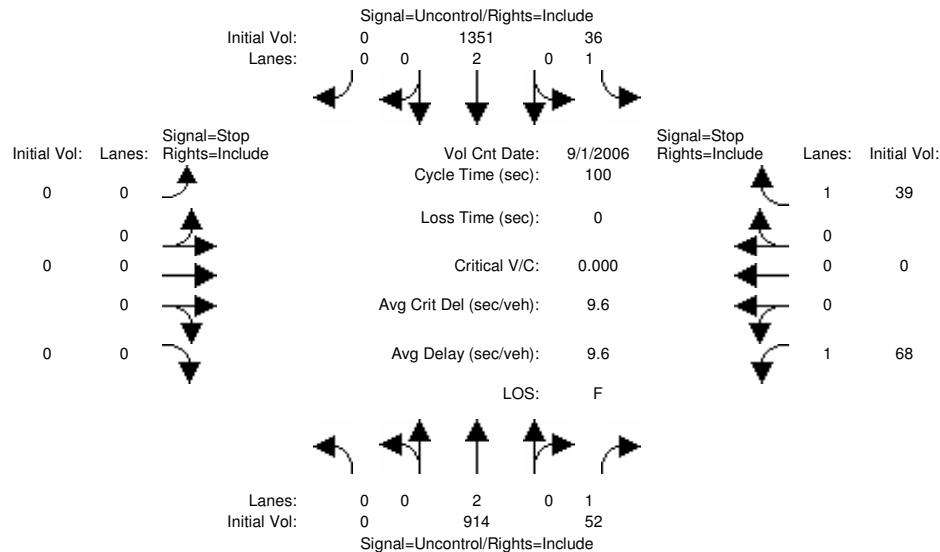 Signal=Uncontrol/Rights=Include
Initial Vol: 0 1351 36
Lanes: 0 0 2 0 1
Signal=Stop Signal=Stop
Initial Vol: Lanes: Rights=Include Vol Cnt Date: 9/1/2006 Rights=Include Lanes: Initial Vol:
Cycle Time (sec): 100
0 0 1 39
Loss Time (sec): 0
0 0
0 0 Critical V/C: 0.000 0 0
0 Avg Crit Del (sec/veh): 9.6 0
0 0 Avg Delay (sec/veh): 9.6 1 68
LOS: F
Lanes: 0 0 2 0 1
Initial Vol: 0 914 52
Signal=Uncontrol/Rights=Include